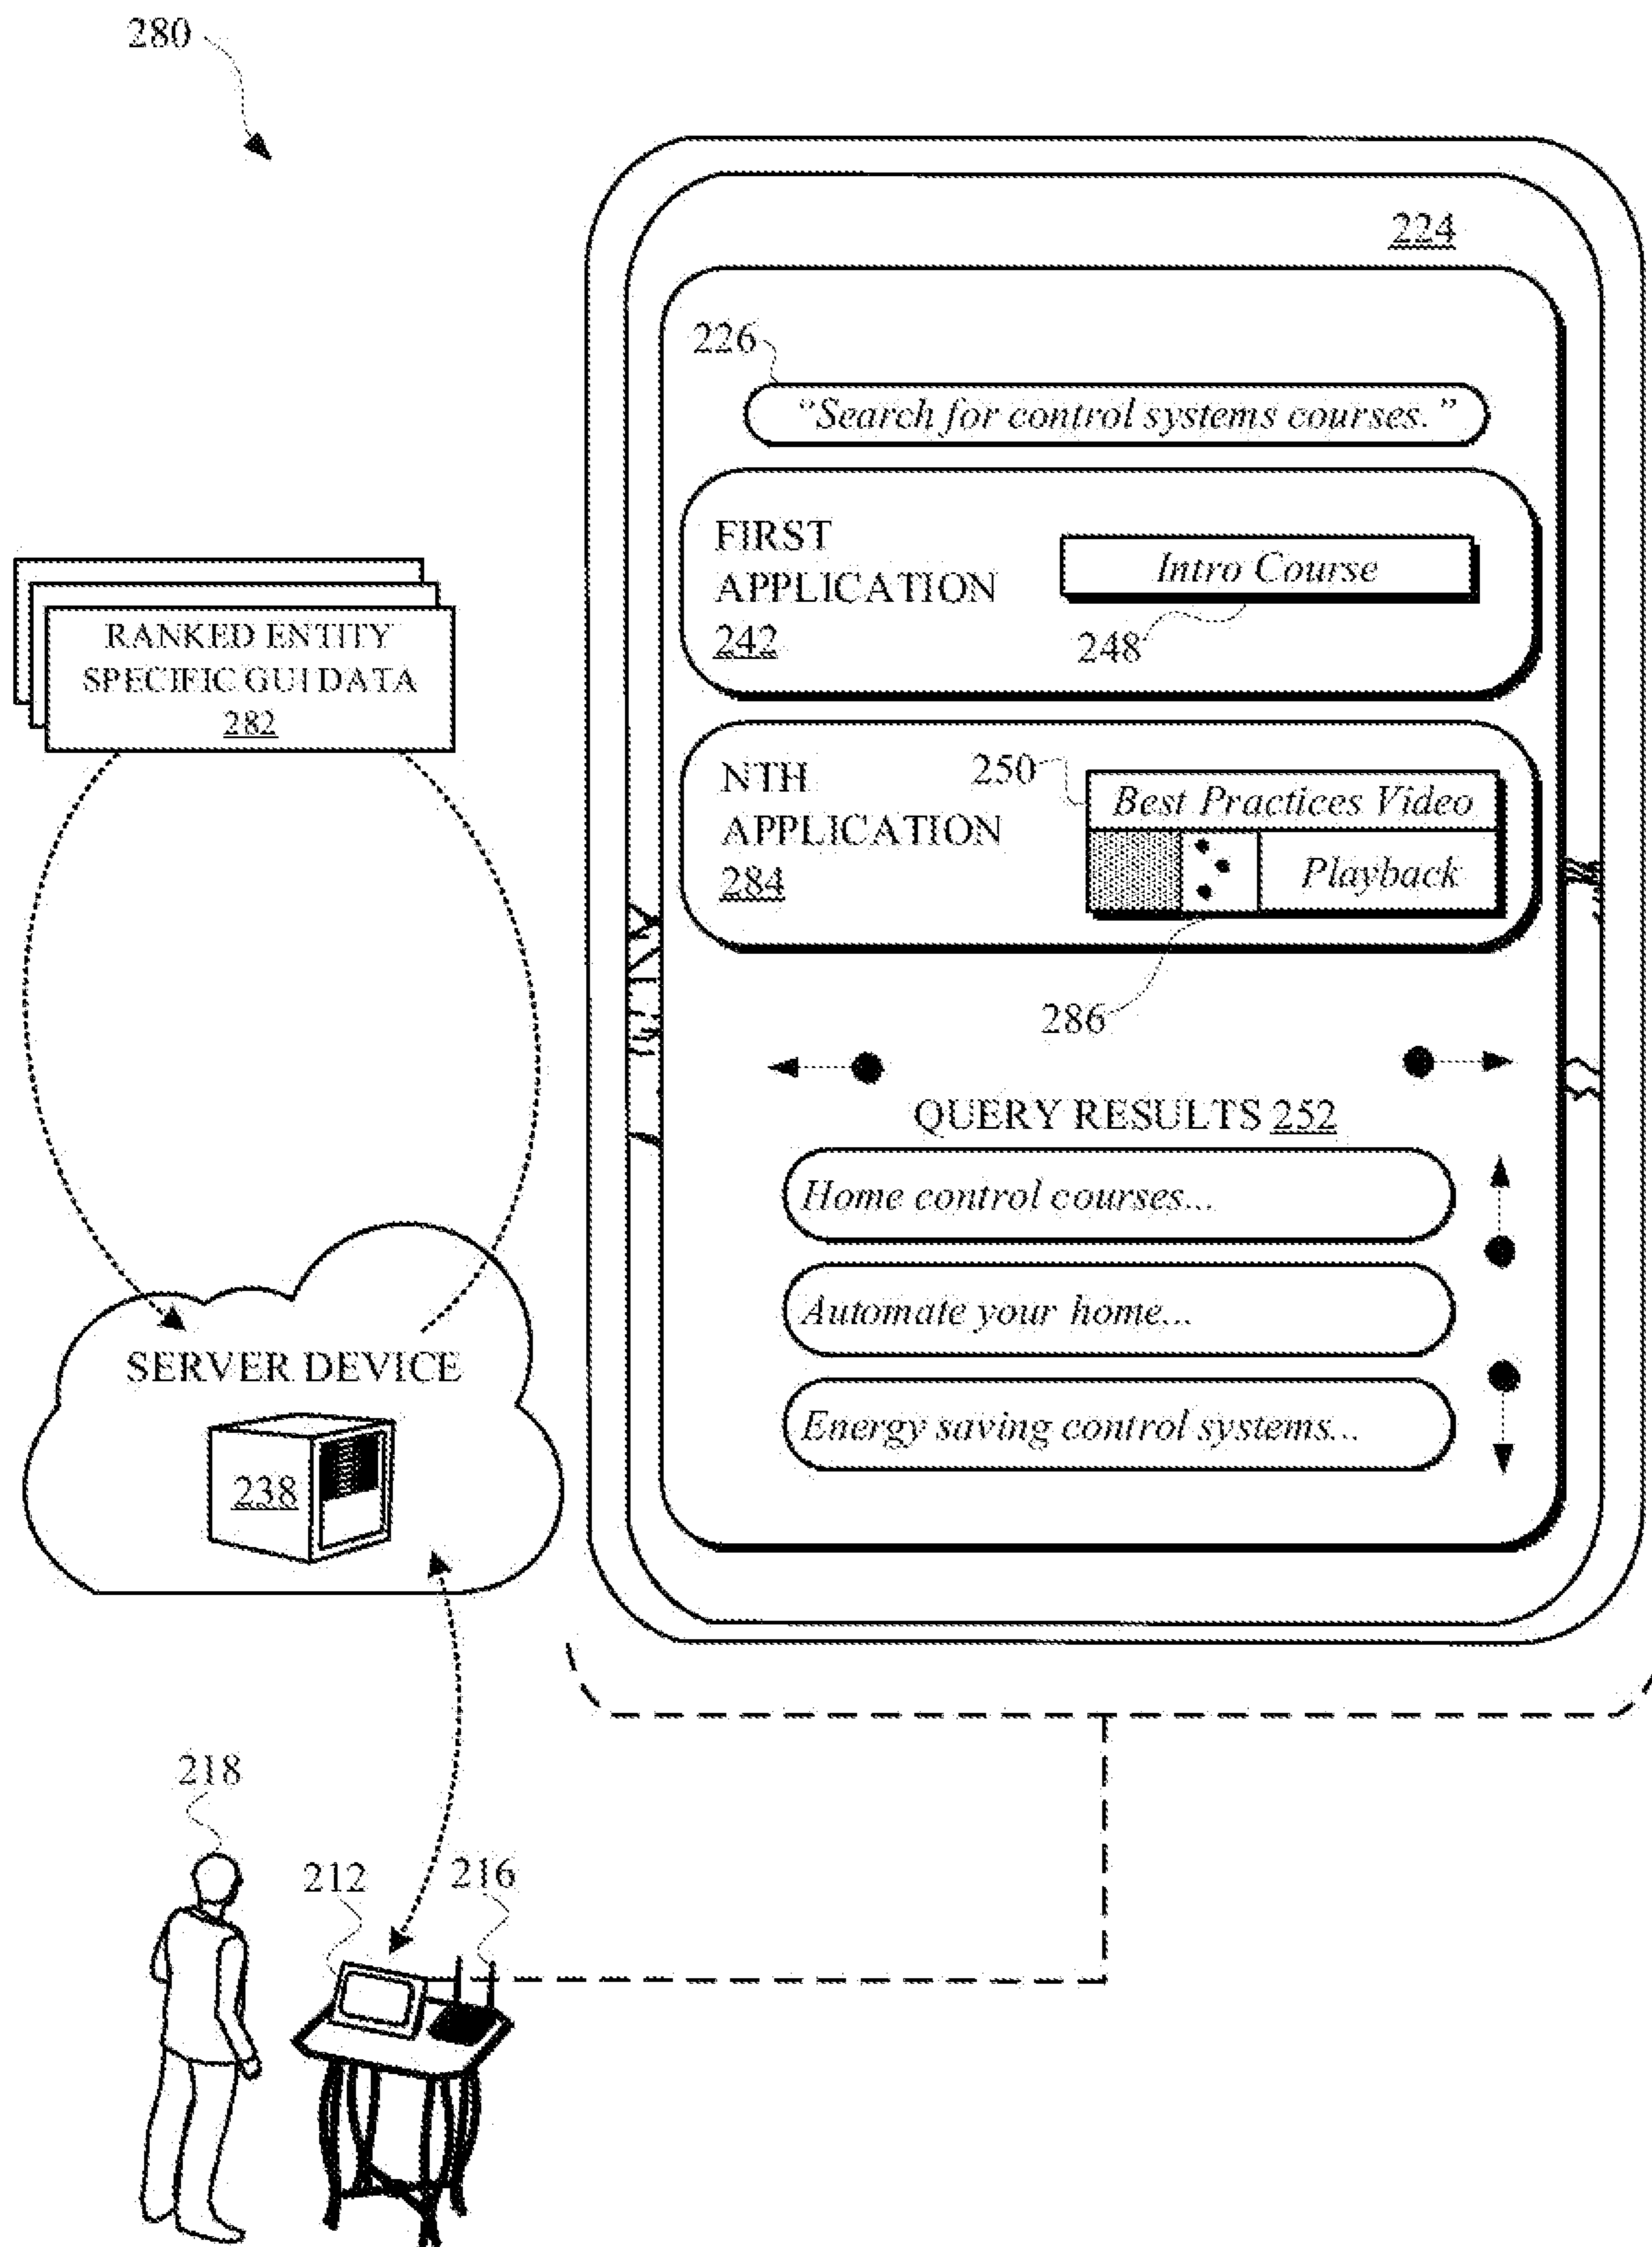 280
224
226
"Search for control systems courses."
FIRST
APPLICATION
242
Intro Course
248
RANKED ENTITY
SPECIFIC GUI DATA
282
NTH
APPLICATION
284
250
Best Practices Video
Playback
286
QUERY RESULTS 252
Home control courses...
Automate your home...
Energy saving control systems...
SERVER DEVICE
238
218
212
216